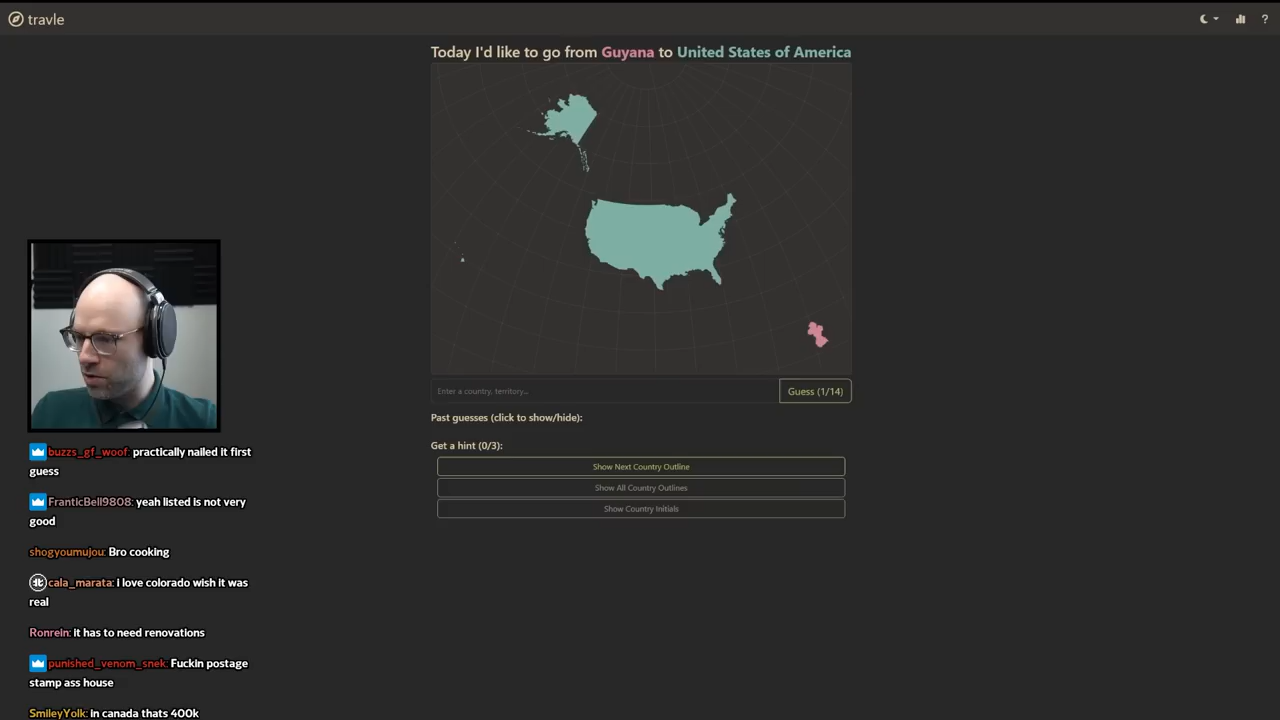 travle
?
Today I'd like to go from Guyana to United States of America
Enter a country, territory...
Guess (1/14)
Past guesses (click to show/hide):
Get a hint (0/3):
Show Next Country Outline
Show All Country Outlines
Show Country Initials
buzzs_gf_woof: practically nailed it first
guess
FranticBell9808: yeah listed is not very
good
shogyoumujou: Bro cooking
cala_marata: i love colorado wish it was
real
Ronrein: it has to need renovations
punished_venom_snek: Fuckin postage
stamp ass house
SmileyYolk: in canada thats 400k